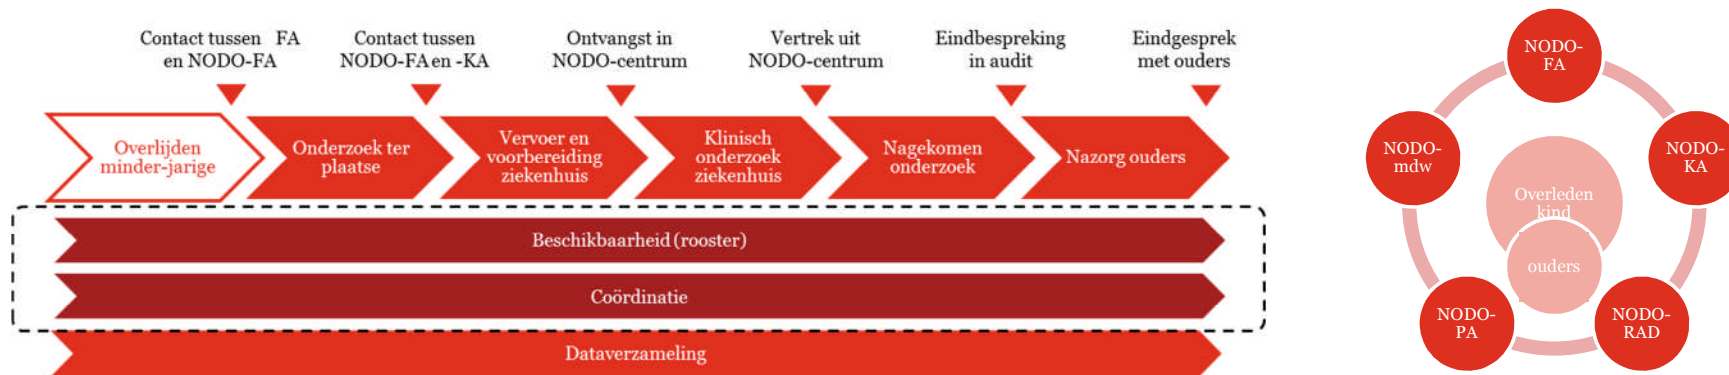 Contact tussen FA
en NODO-FA
Contact tussen
NODO-FA en -KA
Ontvangst in
NODO-centrum
Vertrek uit
NODO-centrum
Eindbespreking
in audit
Eindgesprek
met ouders
Overlijden
minder-jarige
Onderzoek ter
plaatse
Vervoer en
voorbereiding
ziekenhuis
Klinisch
onderzoek
ziekenhuis
Nagekomen
onderzoek
Nazorg ouders
Beschikbaarheid (rooster)
Coördinatie
Dataverzameling
NODO-
FA
NODO-
mdw
NODO-
KA
Overleden
kind
ouders
NODO-
PA
NODO-
RAD